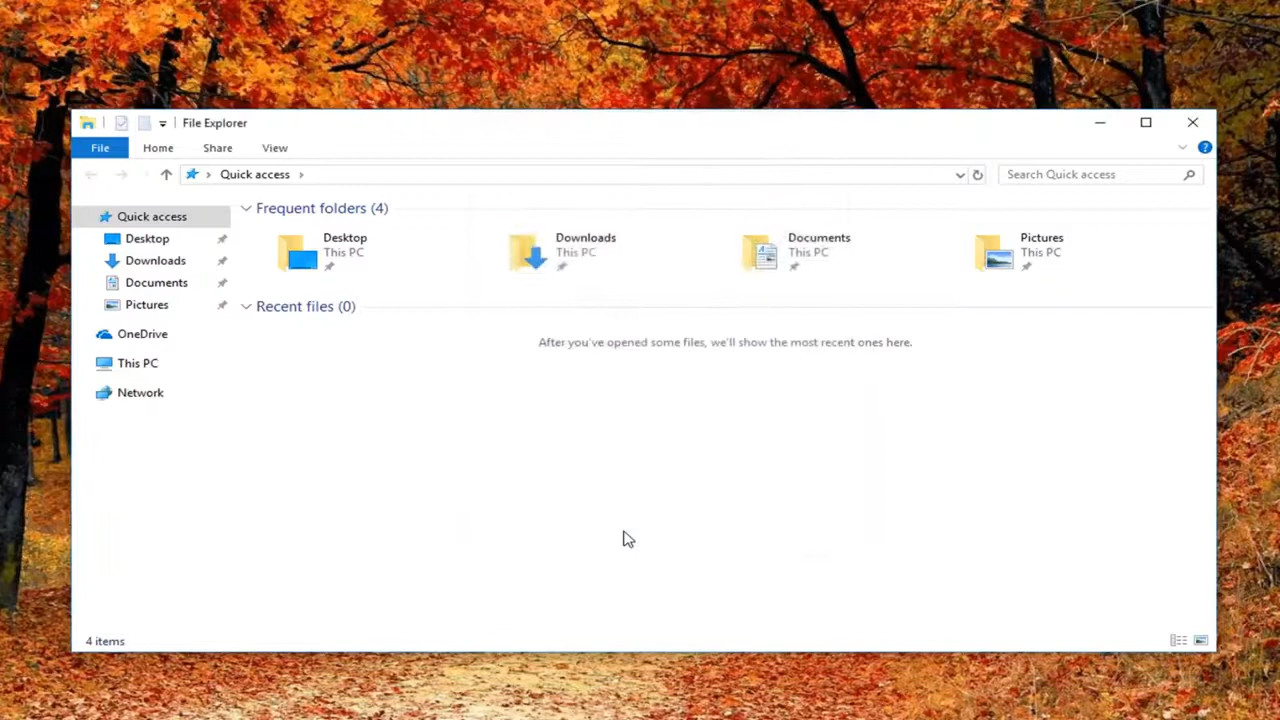 File Explorer
File Home Share View
Quick access
Search Quick access
Quick access
Desktop
Downloads
Documents
Pictures
OneDrive
This PC
Network
Frequent folders (4)
Desktop
This PC
Downloads
This PC
Documents
This PC
Pictures
This PC
Recent files (0)
After you've opened some files, we'll show the most recent ones here.
4 items